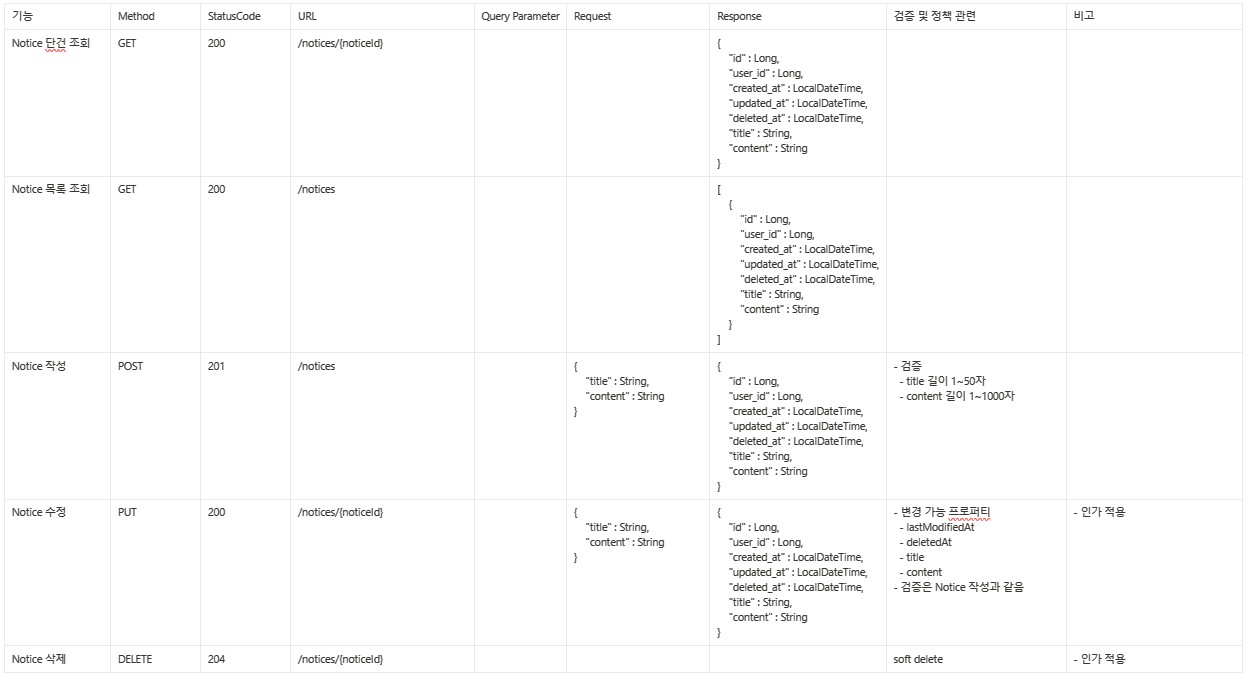 기능 Method StatusCode URL Query Parameter Request Response 검증 및 정책 관련 비고
Notice 단건 조회 GET 200 /notices/{noticeId} {
"id" : Long,
"user_id" : Long,
"created_at" : LocalDateTime,
"updated_at" : LocalDateTime,
"deleted_at" : LocalDateTime,
"title" : String,
"content" : String
}
Notice 목록 조회 GET 200 /notices [
{
"id" : Long,
"user_id" : Long,
"created_at" : LocalDateTime,
"updated_at" : LocalDateTime,
"deleted_at" : LocalDateTime,
"title" : String,
"content" : String
}
]
Notice 작성 POST 201 /notices { { - 검증
"title" : String, "id" : Long, - title 길이 1~50자
"content" : String "user_id" : Long, - content 길이 1~1000자
} "created_at" : LocalDateTime,
"updated_at" : LocalDateTime,
"deleted_at" : LocalDateTime,
"title" : String,
"content" : String
}
Notice 수정 PUT 200 /notices/{noticeId} { { - 변경 가능 프로퍼티 - 인가 적용
"title" : String, "id" : Long, - lastModifiedAt
"content" : String "user_id" : Long, - deletedAt
} "created_at" : LocalDateTime, - title
"updated_at" : LocalDateTime, - content
"deleted_at" : LocalDateTime, - 검증은 Notice 작성과 같음
"title" : String,
"content" : String
}
Notice 삭제 DELETE 204 /notices/{noticeId} soft delete - 인가 적용